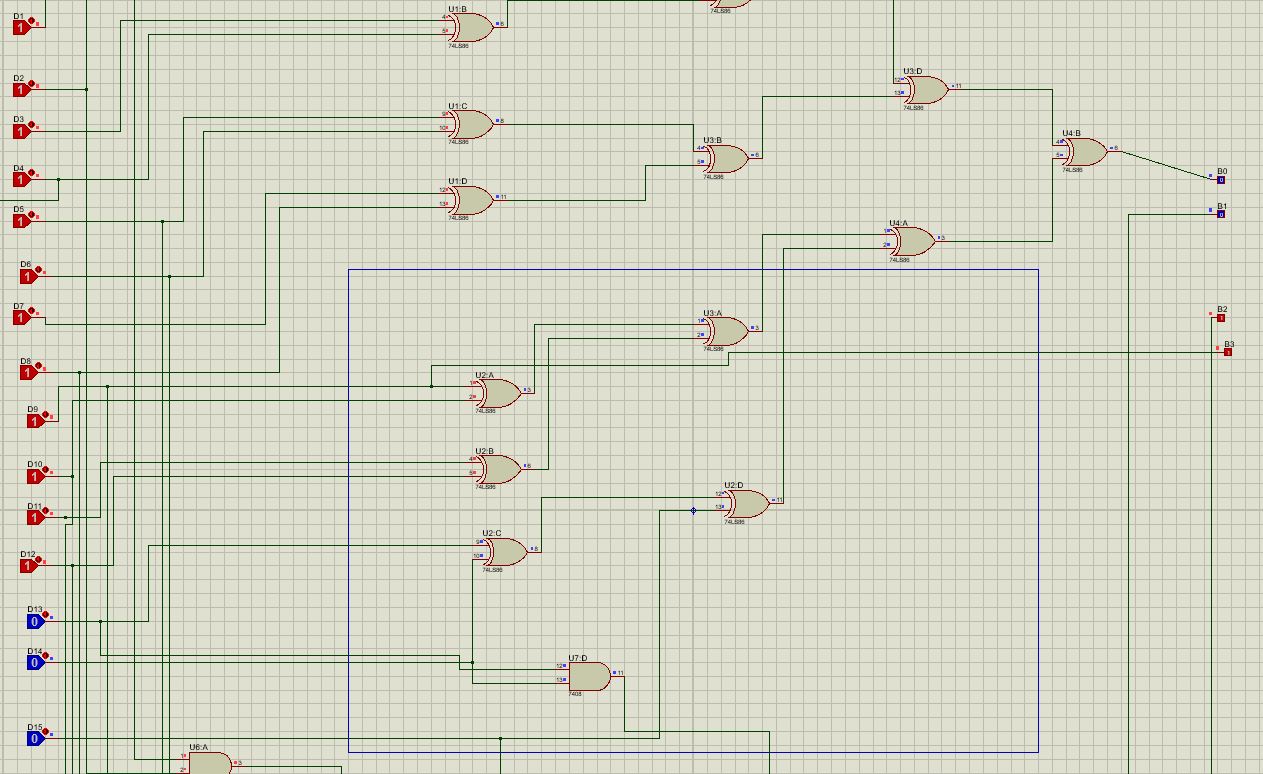 D1
1
U1:B
4
5
6
74LS86
74LS86
D2
1
U3:D
12
13
11
74LS86
D3
1
U1:C
9
10
8
74LS86
U3:B
4
5
6
74LS86
U4:B
4
5
6
74LS86
D4
1
B0
0
U1:D
12
13
11
74LS86
D5
1
B1
0
U4:A
1
2
3
74LS86
D6
1
D7
1
B2
1
U3:A
1
2
3
74LS86
B3
1
D8
1
U2:A
1
2
3
74LS86
D9
1
U2:B
4
5
6
74LS86
D10
1
U2:D
12
13
11
74LS86
D11
1
U2:C
9
10
8
74LS86
D12
1
D13
0
D14
0
U7:D
12
13
11
7408
D15
0
U6:A
1
2
3